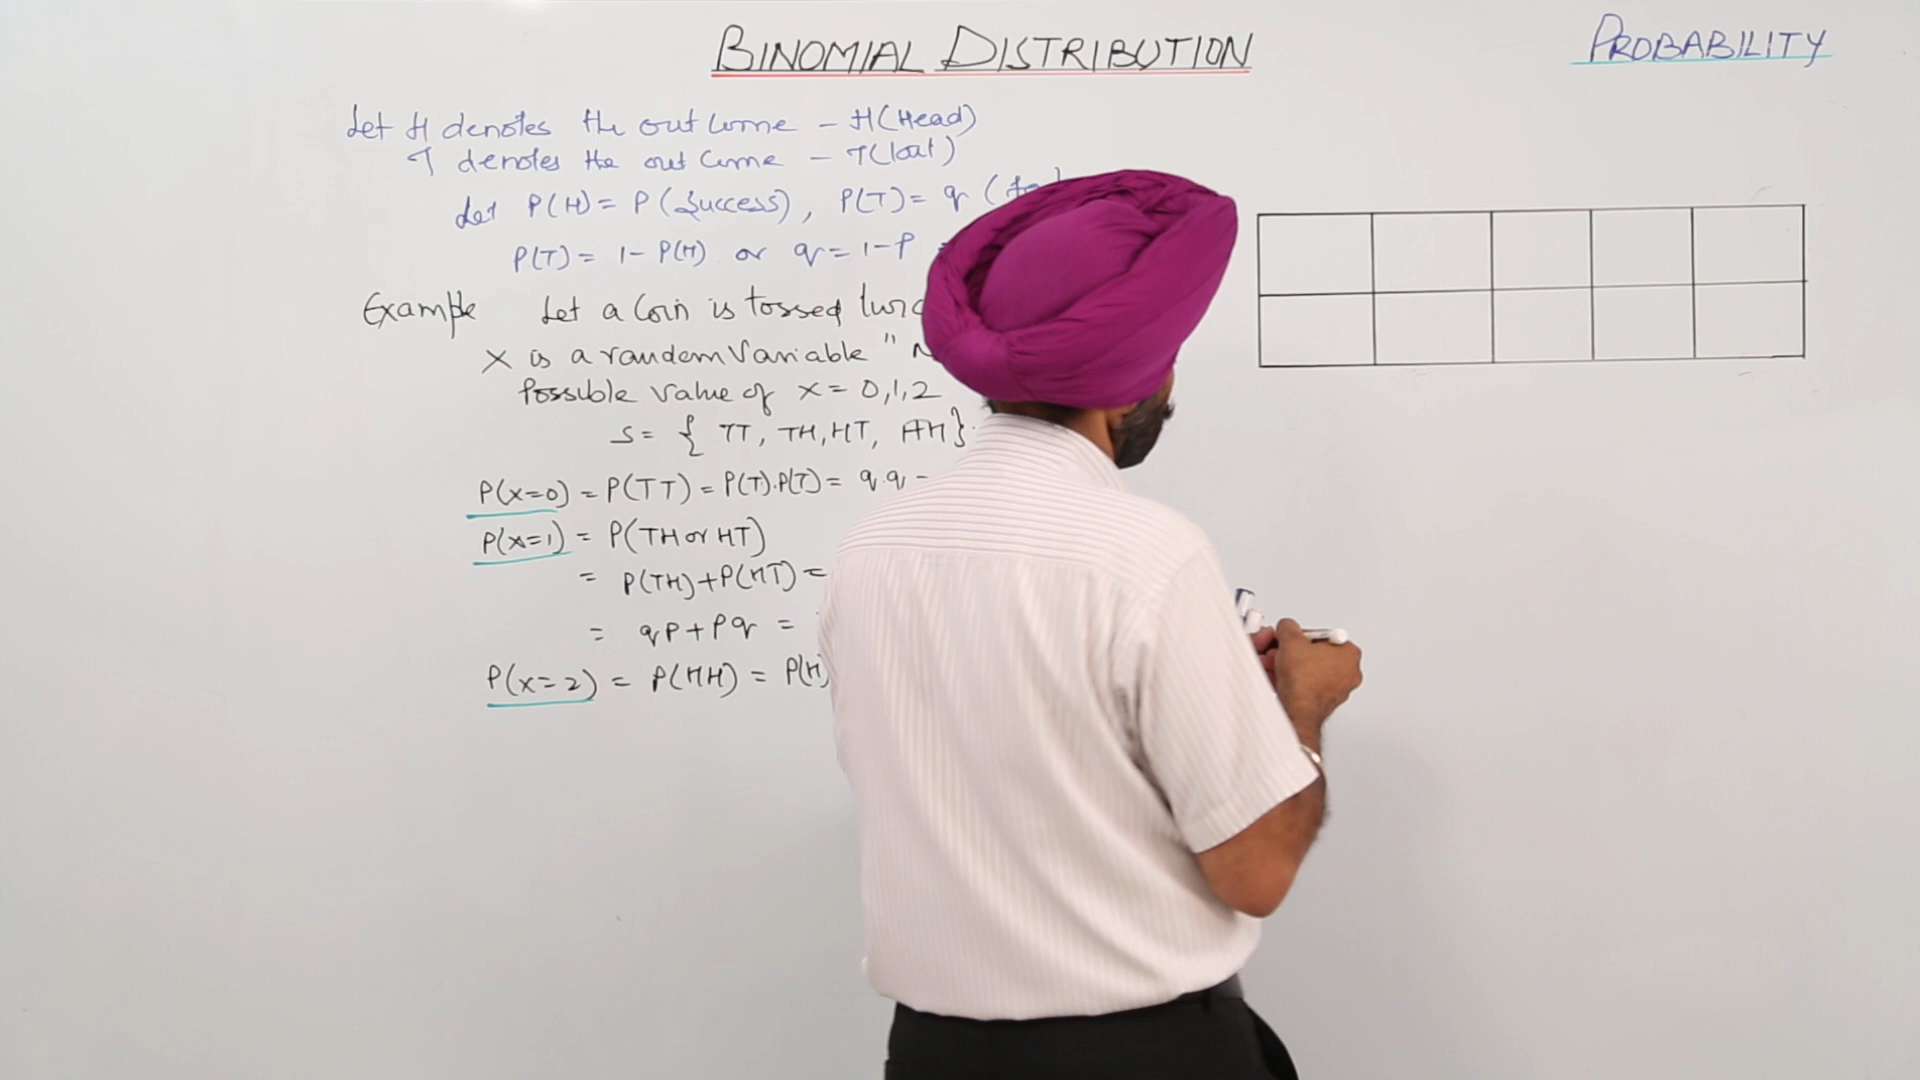 BINOMIAL DISTRIBUTION
PROBABILITY
Let H denotes the outcome – H(Head)
T denotes the outcome – T(Tail)
Let P(H) = P (Success), P(T) = q
P(T) = 1 – P(H) or q = 1 – P
Example Let a Coin is tossed
X is a random Variable "
Possible value of X = 0,1,2
S = { TT, TH, HT, HH}
P(X=0) = P(TT) = P(T).P(T) = q.q
P(X=1) = P(TH or HT)
= P(TH) + P(HT) =
= qP + Pq =
P(X=2) = P(HH) = P(H)